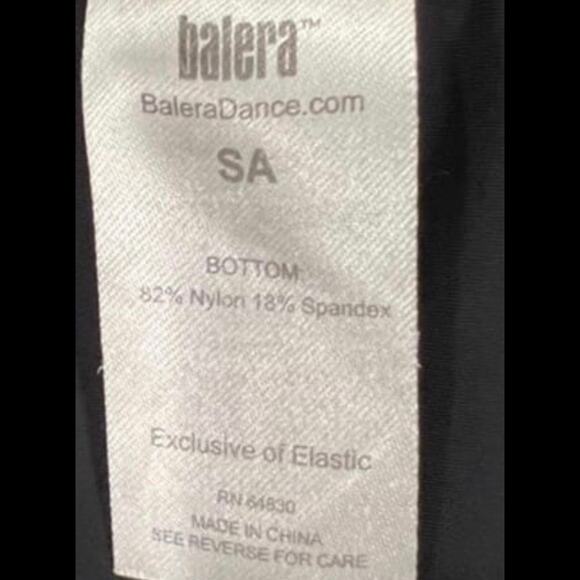 balera™
BaleraDance.com
SA
BOTTOM
82% Nylon 18% Spandex
Exclusive of Elastic
RN 64830
MADE IN CHINA
SEE REVERSE FOR CARE